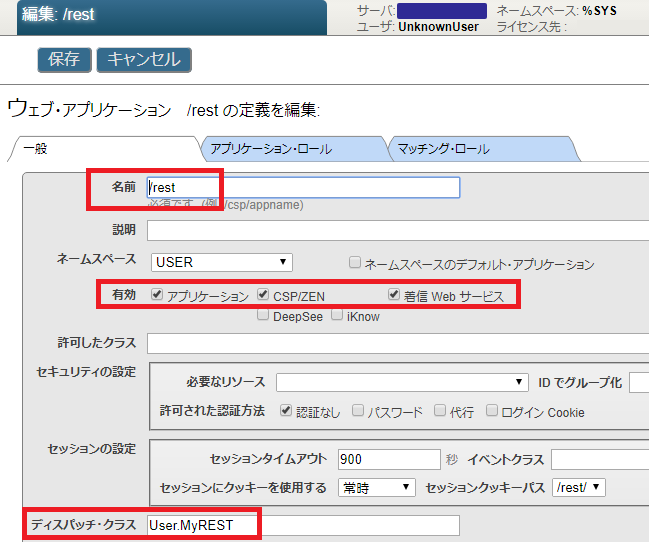 編集: /rest
サーバ:
ネームスペース: %SYS
ユーザ: UnknownUser
ライセンス先 :
保存 キャンセル
ウェブ・アプリケーション /rest の定義を編集:
一般 アプリケーション・ロール マッチング・ロール
名前 /rest
必須です。(例 /csp/appname)
説明
ネームスペース USER ネームスペースのデフォルト・アプリケーション
有効 アプリケーション CSP/ZEN 着信 Web サービス
DeepSee iKnow
許可したクラス
セキュリティの設定
必要なリソース ID でグループ化
許可された認証方法 認証なし パスワード 代行 ログイン Cookie
セッションの設定
セッションタイムアウト 900 秒 イベントクラス
セッションにクッキーを使用する 常時 セッションクッキーパス /rest/
ディスパッチ・クラス User.MyREST